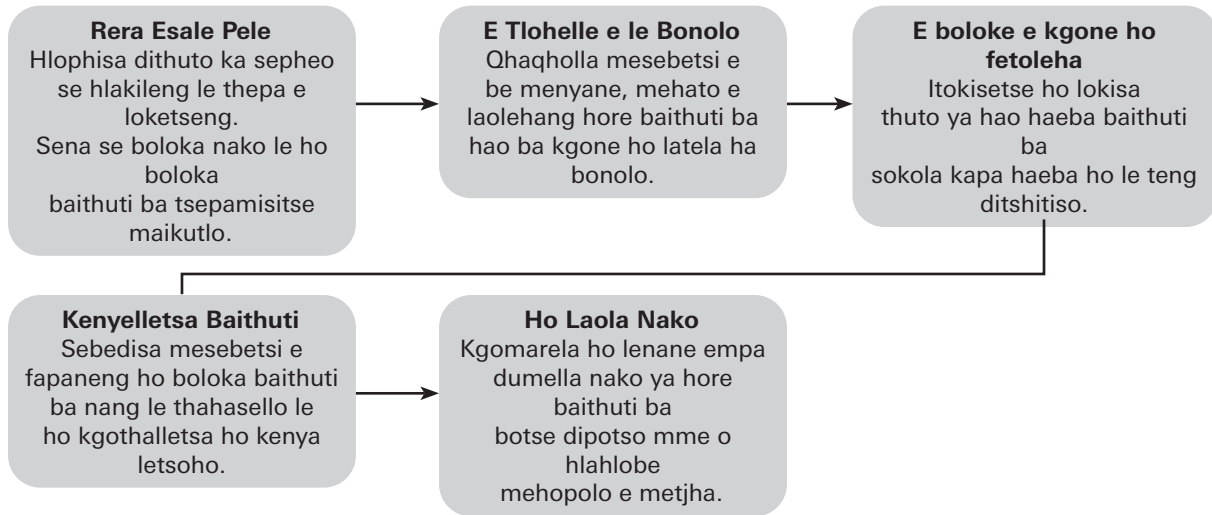 Rera Esale Pele
Hlophisa dithuto ka sepheo
se hlakileng le thepa e
loketseng.
Sena se boloka nako le ho
boloka
baithuti ba tsepamisitse
maikutlo.
E Tlohelle e le Bonolo
Qhaqholla mesebetsi e
be menyane, mehato e
laolehang hore baithuti ba
hao ba kgone ho latela ha
bonolo.
E boloke e kgone ho
fetoleha
Itokisetse ho lokisa
thuto ya hao haeba baithuti
ba
sokola kapa haeba ho le teng
ditshitiso.
Kenyelletsa Baithuti
Sebedisa mesebetsi e
fapaneng ho boloka baithuti
ba nang le thahasello le
ho kgothalletsa ho kenya
letsoho.
Ho Laola Nako
Kgomarela ho lenane empa
dumella nako ya hore
baithuti ba
botse dipotso mme o
hlahlobe
mehopolo e metjha.